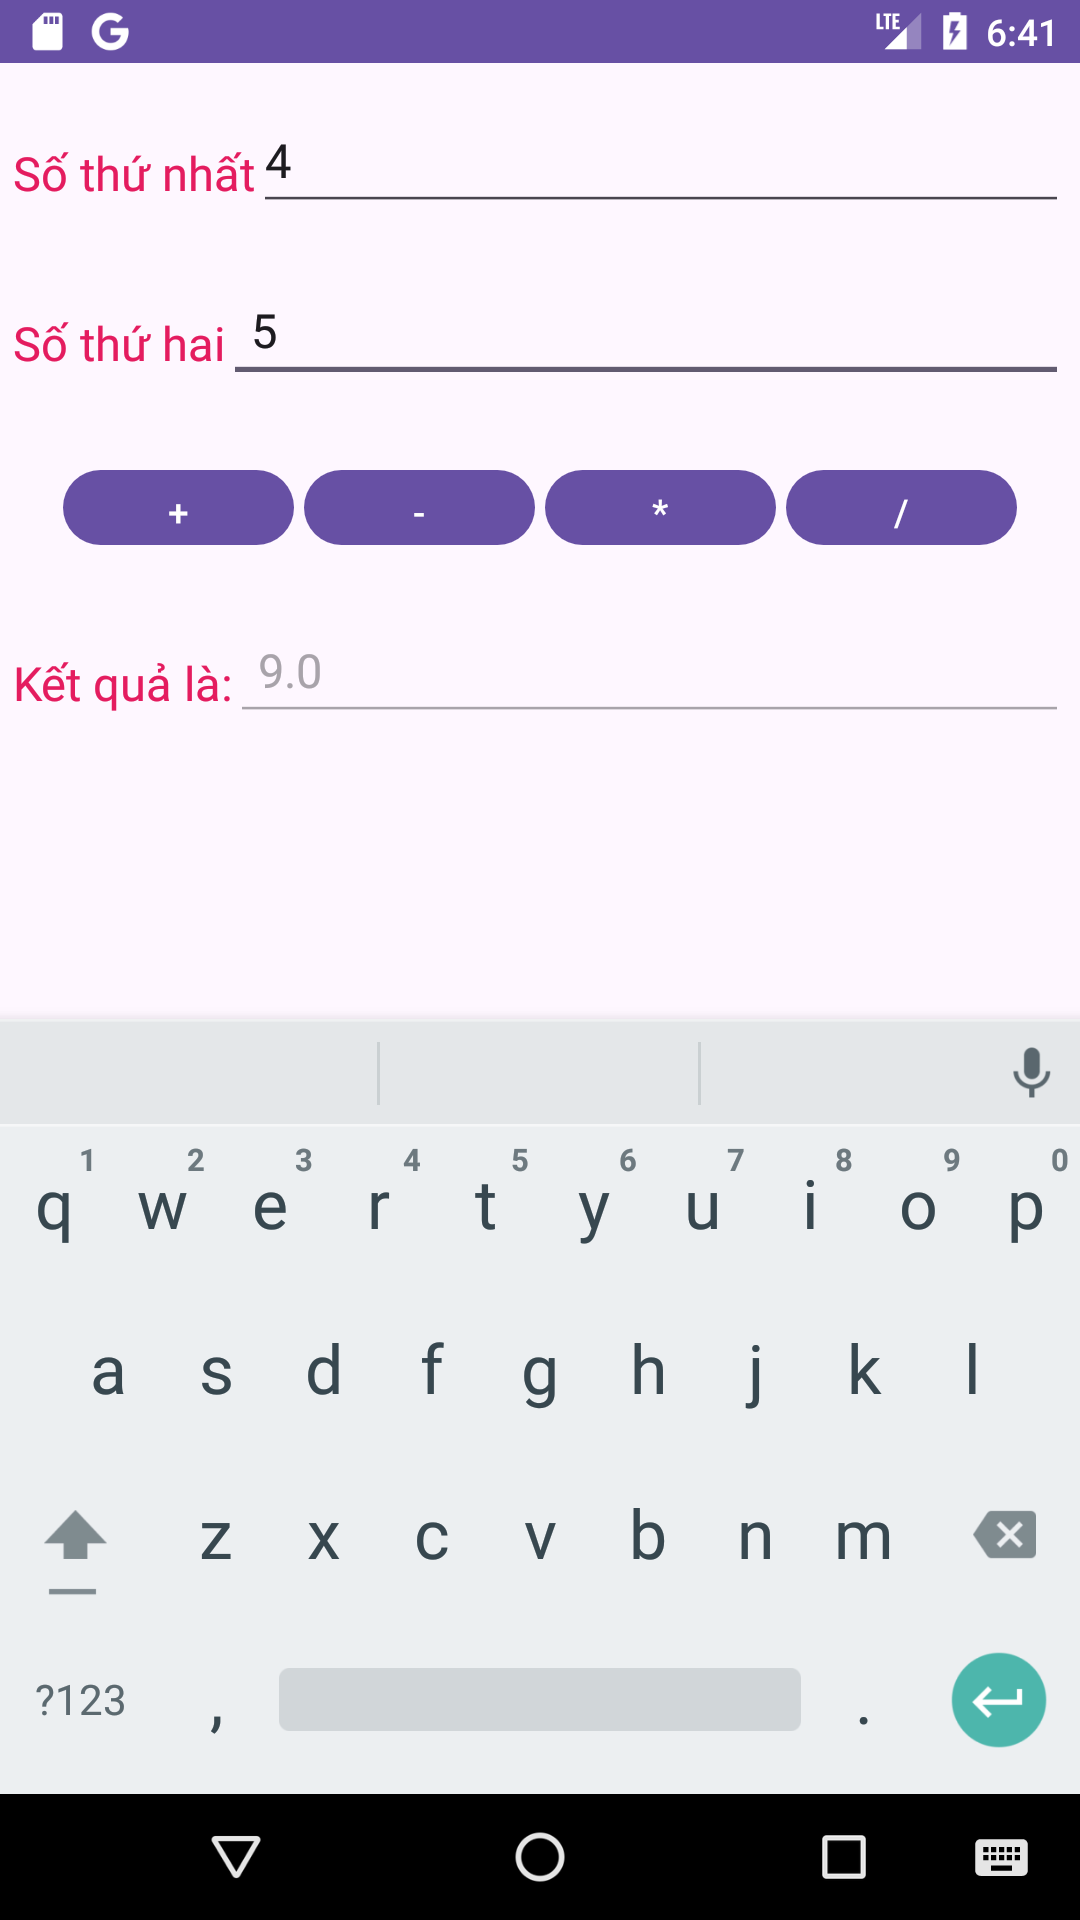 LTE 6:41
Số thứ nhất 4
Số thứ hai 5
+ - * /
Kết quả là: 9.0
1 2 3 4 5 6 7 8 9 0
q w e r t y u i o p
a s d f g h j k l
z x c v b n m
?123 , .